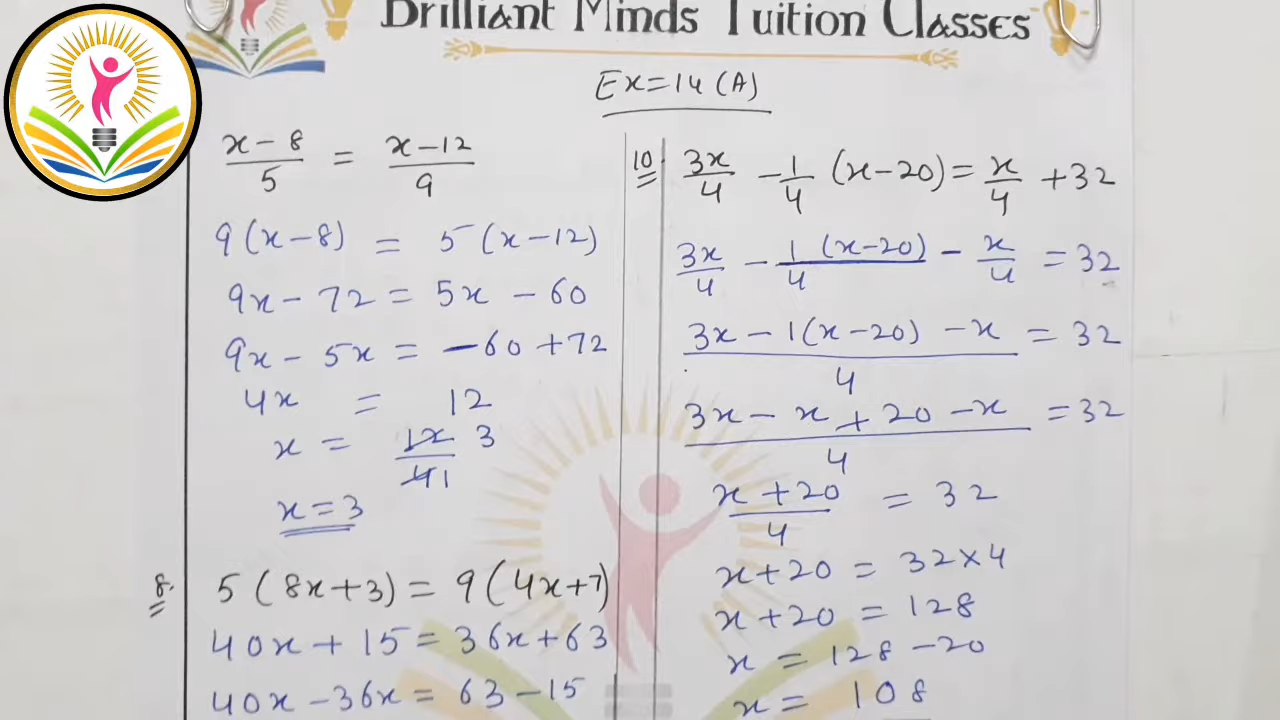 Brilliant Minds Tuition Classes
Ex=14(A)
x-8/5 = x-12/9
9(x-8) = 5(x-12)
9x-72 = 5x-60
9x-5x = -60+72
4x = 12
x = 12/4 3/1
x=3
8. 5(8x+3) = 9(4x+7)
40x+15 = 36x+63
40x-36x = 63-15
10. 3x/4 - 1/4 (x-20) = x/4 +32
3x/4 - 1(x-20)/4 - x/4 = 32
3x-1(x-20)-x/4 = 32
3x-x+20-x/4 = 32
x+20/4 = 32
x+20 = 32×4
x+20 = 128
x = 128-20
x = 108